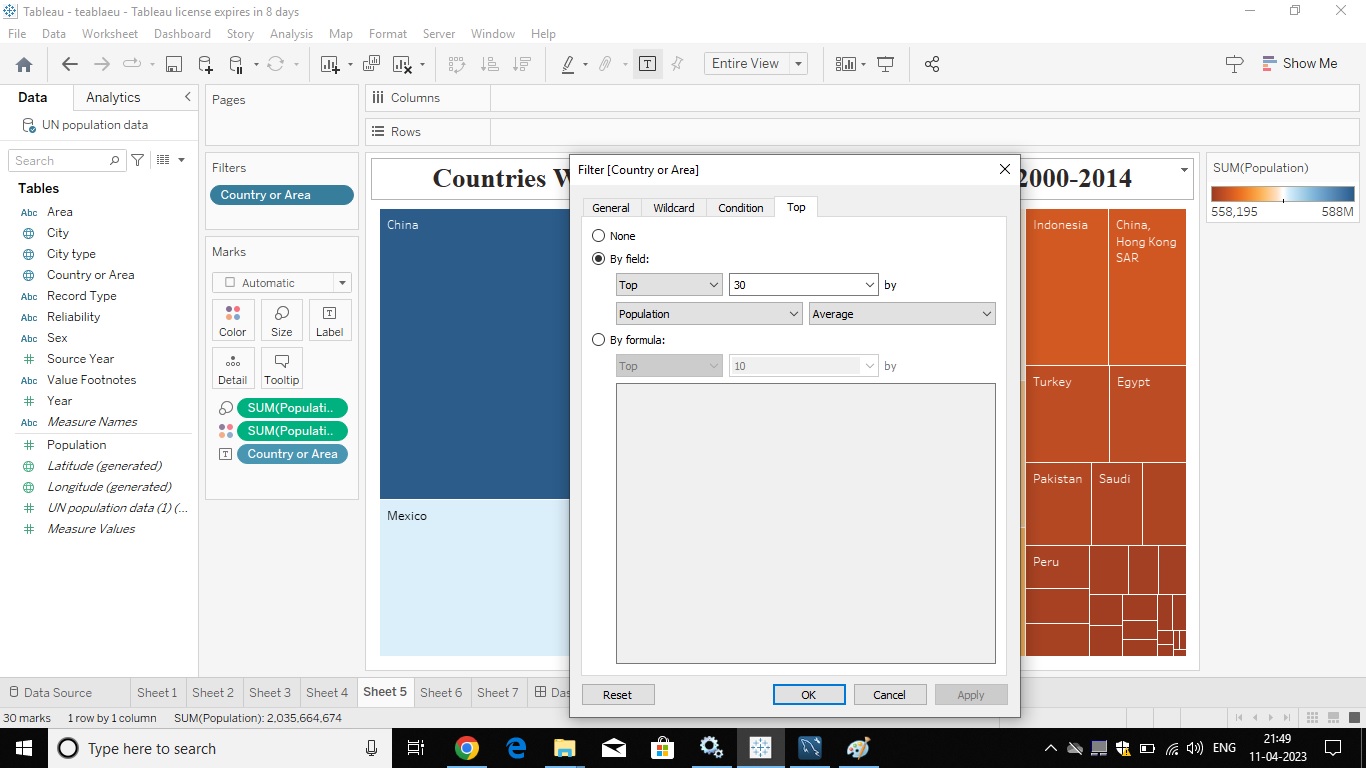 Tableau - teablaeu - Tableau license expires in 8 days
File Data Worksheet Dashboard Story Analysis Map Format Server Window Help
Entire View
Show Me
Data Analytics
UN population data
Search
Tables
Abc Area
City
City type
Country or Area
Abc Record Type
Abc Reliability
Abc Sex
Source Year
Abc Value Footnotes
Year
Abc Measure Names
Population
Latitude (generated)
Longitude (generated)
UN population data (1) (...
Measure Values
Pages
Filters
Country or Area
Marks
Automatic
Color Size Label
Detail Tooltip
SUM(Populati..
SUM(Populati..
Country or Area
Columns
Rows
Countries W
2000-2014
China
Mexico
Indonesia
China,
Hong Kong
SAR
Turkey
Egypt
Pakistan
Saudi
Peru
Filter [Country or Area]
General Wildcard Condition Top
None
By field:
Top 30 by
Population Average
By formula:
Top 10 by
Reset OK Cancel Apply
SUM(Population)
558,195 588M
Data Source Sheet 1 Sheet 2 Sheet 3 Sheet 4 Sheet 5 Sheet 6 Sheet 7 Das
30 marks 1 row by 1 column SUM(Population): 2,035,664,674
Type here to search
ENG
21:49
11-04-2023